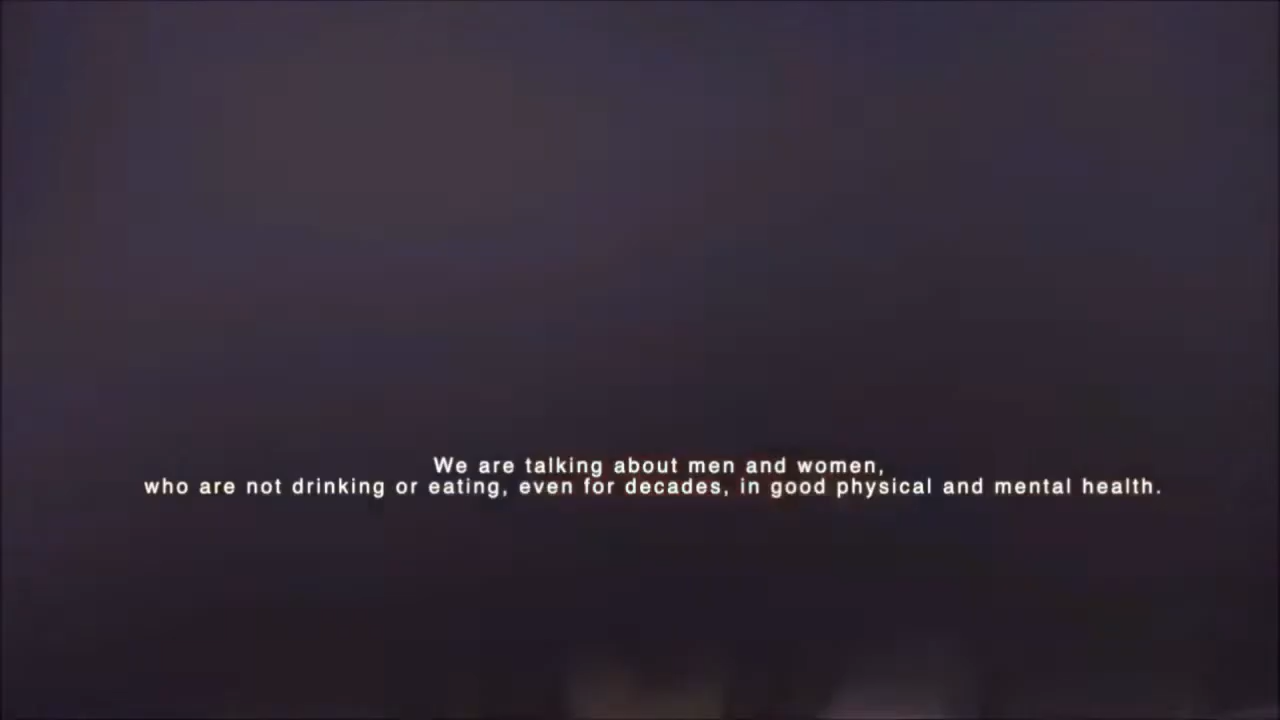 We are talking about men and women,
who are not drinking or eating, even for decades, in good physical and mental health.